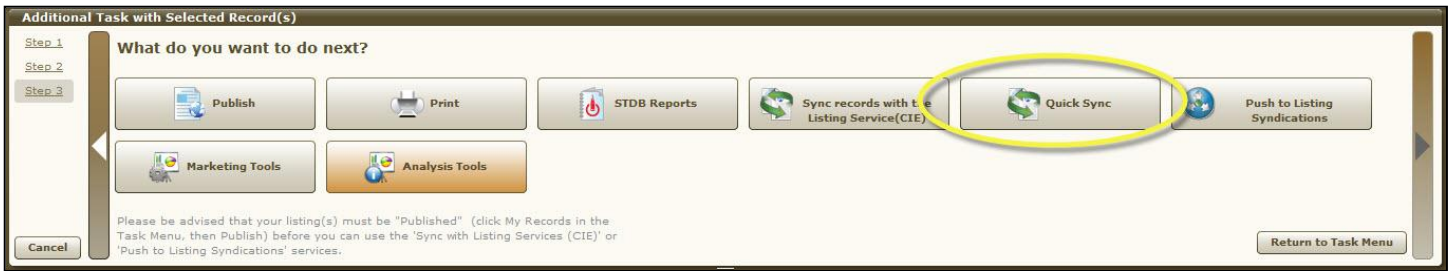 Additional Task with Selected Record(s)
Step 1
Step 2
Step 3
What do you want to do next?
Publish
Print
STDB Reports
Sync records with the
Listing Service(CIE)
Quick Sync
Push to Listing
Syndications
Marketing Tools
Analysis Tools
Please be advised that your listing(s) must be "Published" (click My Records in the
Task Menu, then Publish) before you can use the 'Sync with Listing Services (CIE)' or
'Push to Listing Syndications' services.
Cancel
Return to Task Menu